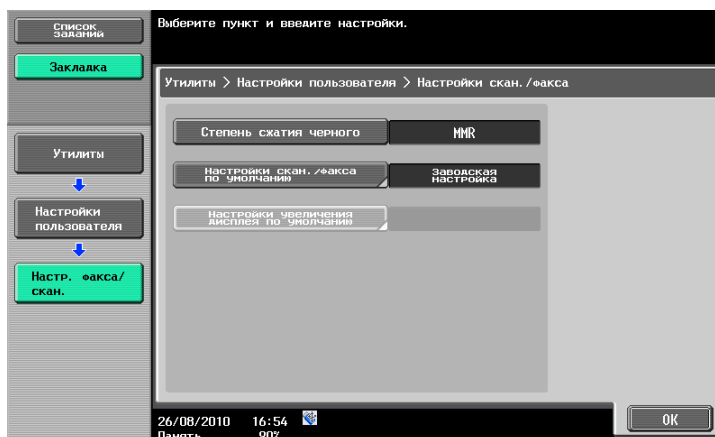 Список
заданий
Выберите пункт и введите настройки.
Закладка
Утилиты > Настройки пользователя > Настройки скан./факса
Степень сжатия черного
MMR
Утилиты
Настройки скан./факса
по умолчанию
Заводская
настройка
Настройки
пользователя
Настройки увеличения
дисплея по умолчанию
Настр. факса/
скан.
26/08/2010 16:54
Память 90%
OK